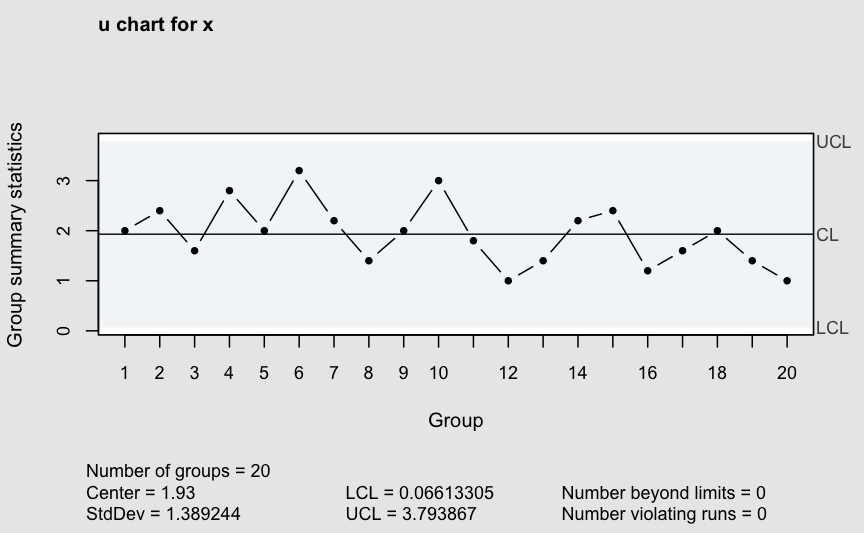 u chart for x
Group summary statistics
3
2
1
0
UCL
CL
LCL
1 2 3 4 5 6 7 8 9 10 12 14 16 18 20
Group
Number of groups = 20
Center = 1.93 LCL = 0.06613305 Number beyond limits = 0
StdDev = 1.389244 UCL = 3.793867 Number violating runs = 0